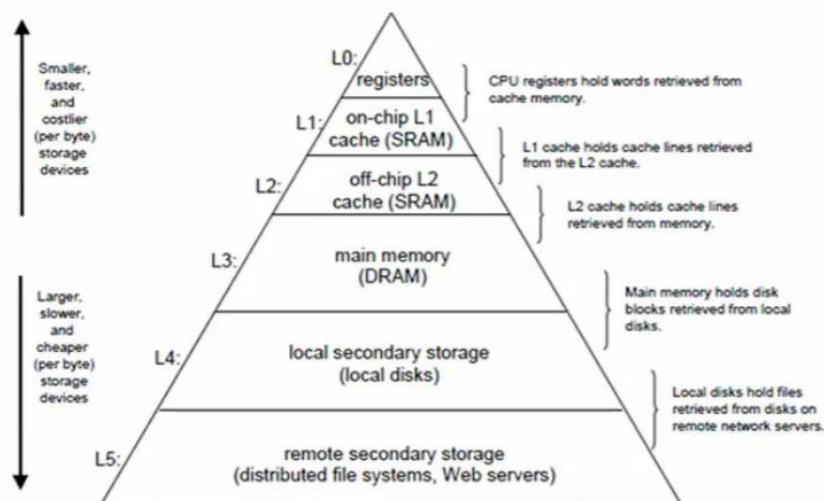 Smaller,
faster,
and
costlier
(per byte)
storage
devices
Larger,
slower,
and
cheaper
(per byte)
storage
devices
L0:
registers
L1:
on-chip L1
cache (SRAM)
L2:
off-chip L2
cache (SRAM)
L3:
main memory
(DRAM)
L4:
local secondary storage
(local disks)
L5:
remote secondary storage
(distributed file systems, Web servers)
CPU registers hold words retrieved from
cache memory.
L1 cache holds cache lines retrieved
from the L2 cache.
L2 cache holds cache lines
retrieved from memory.
Main memory holds disk
blocks retrieved from local
disks.
Local disks hold files
retrieved from disks on
remote network servers.